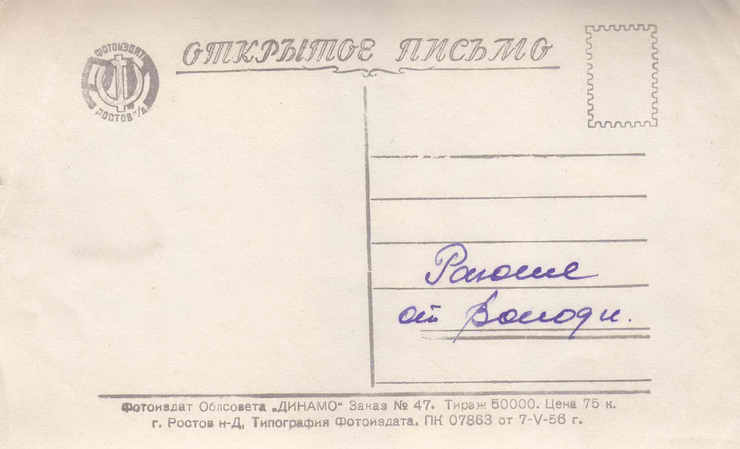 ОТКРЫТОЕ ПИСЬМО
ФОТОИЗДАТ
РОСТОВ н/Д
Раюше
от Володи.
Фотоиздат Облсовета „ДИНАМО" Заказ № 47. Тираж 50000. Цена 75 к.
г. Ростов н-Д, Типография Фотоиздата. ПК 07863 от 7-V-56 г.